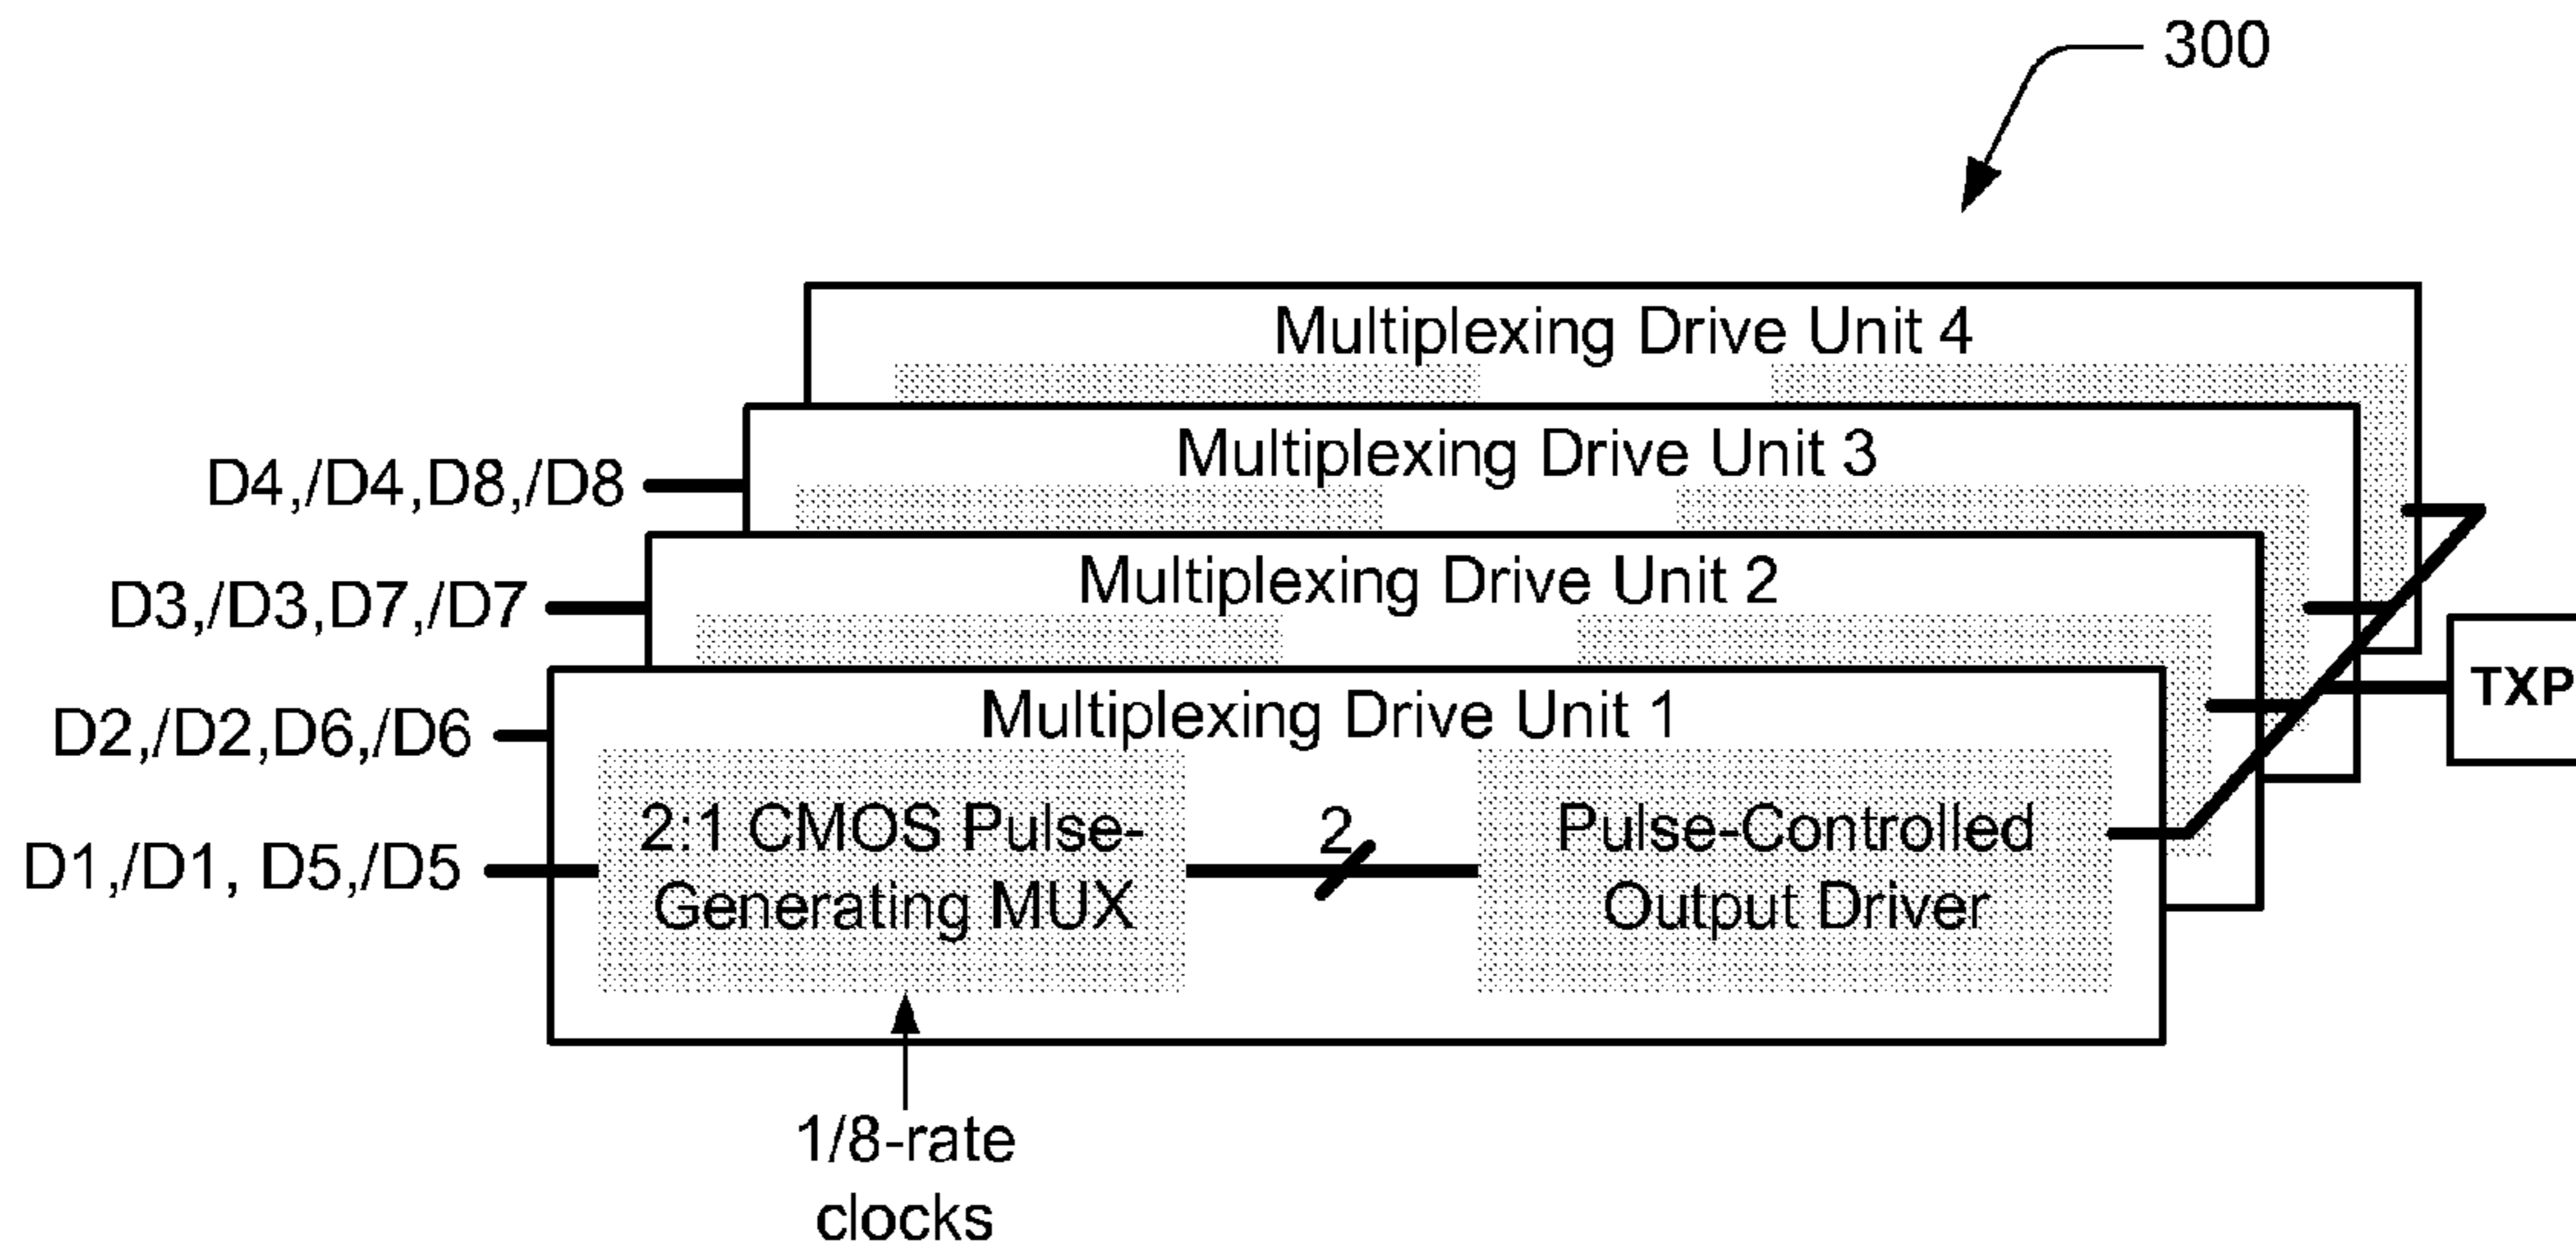 300
Multiplexing Drive Unit 4
Multiplexing Drive Unit 3
D4,/D4,D8,/D8
Multiplexing Drive Unit 2
D3,/D3,D7,/D7
TXP
Multiplexing Drive Unit 1
D2,/D2,D6,/D6
2:1 CMOS Pulse-
Generating MUX
2
Pulse-Controlled
Output Driver
D1,/D1, D5,/D5
1/8-rate
clocks